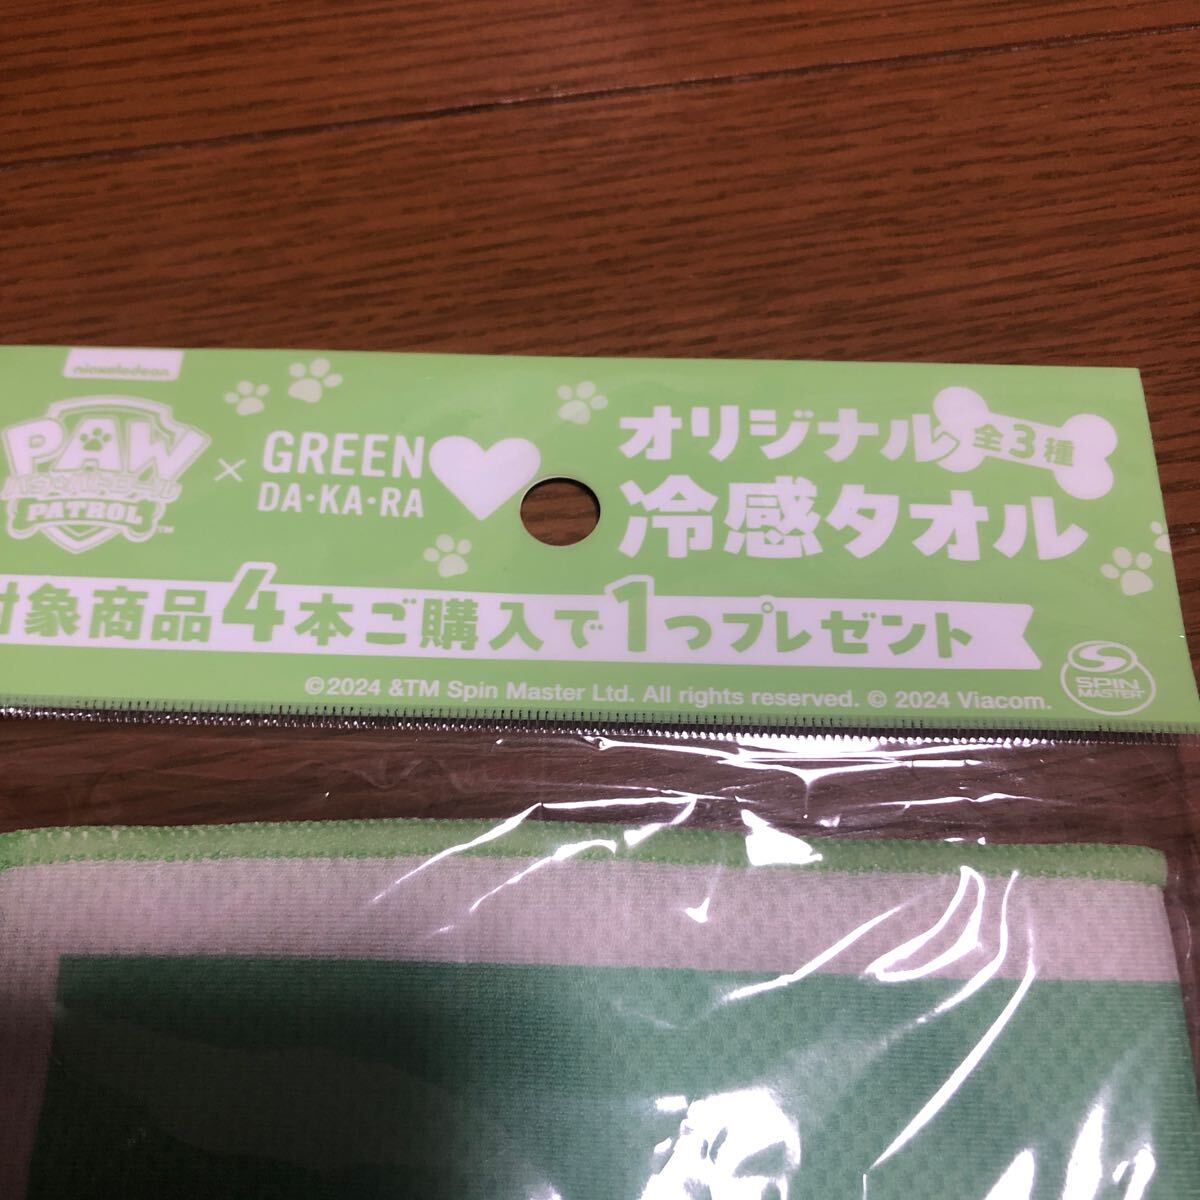 nickelodeon
PAW
パウ・パトロール
PATROL™
×
GREEN
DA・KA・RA
オリジナル
全3種
冷感タオル
対象商品4本ご購入で1つプレゼント
©2024 &TM Spin Master Ltd. All rights reserved. © 2024 Viacom.
SPIN
MASTER